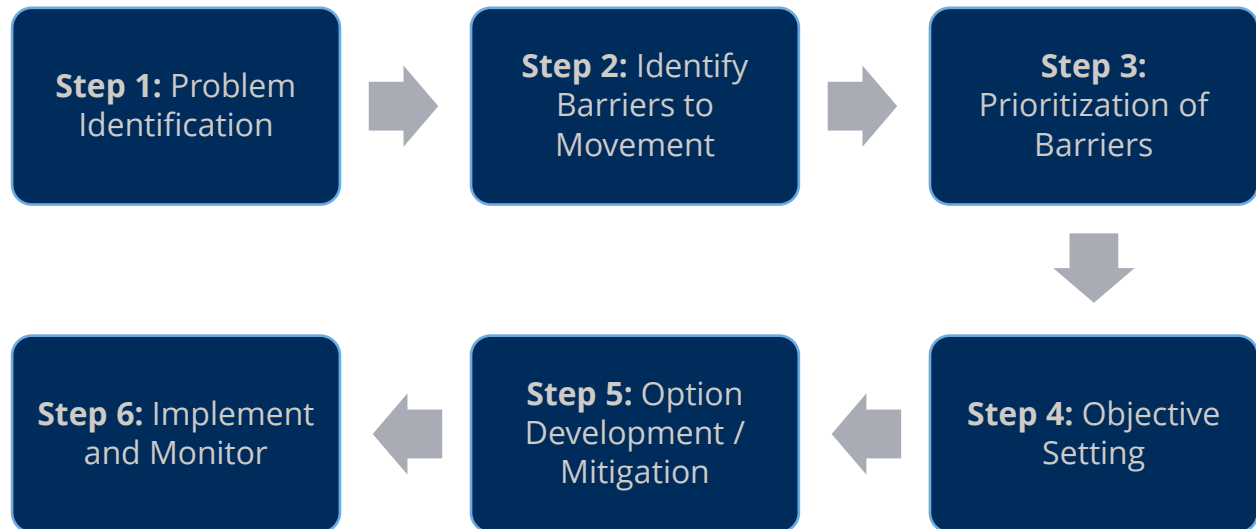 Step 1: Problem
Identification
Step 2: Identify
Barriers to
Movement
Step 3:
Prioritization of
Barriers
Step 4: Objective
Setting
Step 5: Option
Development /
Mitigation
Step 6: Implement
and Monitor